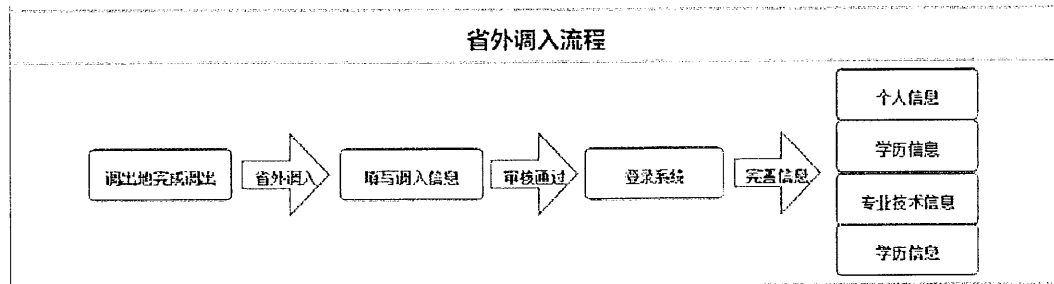 省外调入流程
调出地完成调出
省外调入
填写调入信息
审核通过
登录系统
完善信息
个人信息
学历信息
专业技术信息
学历信息